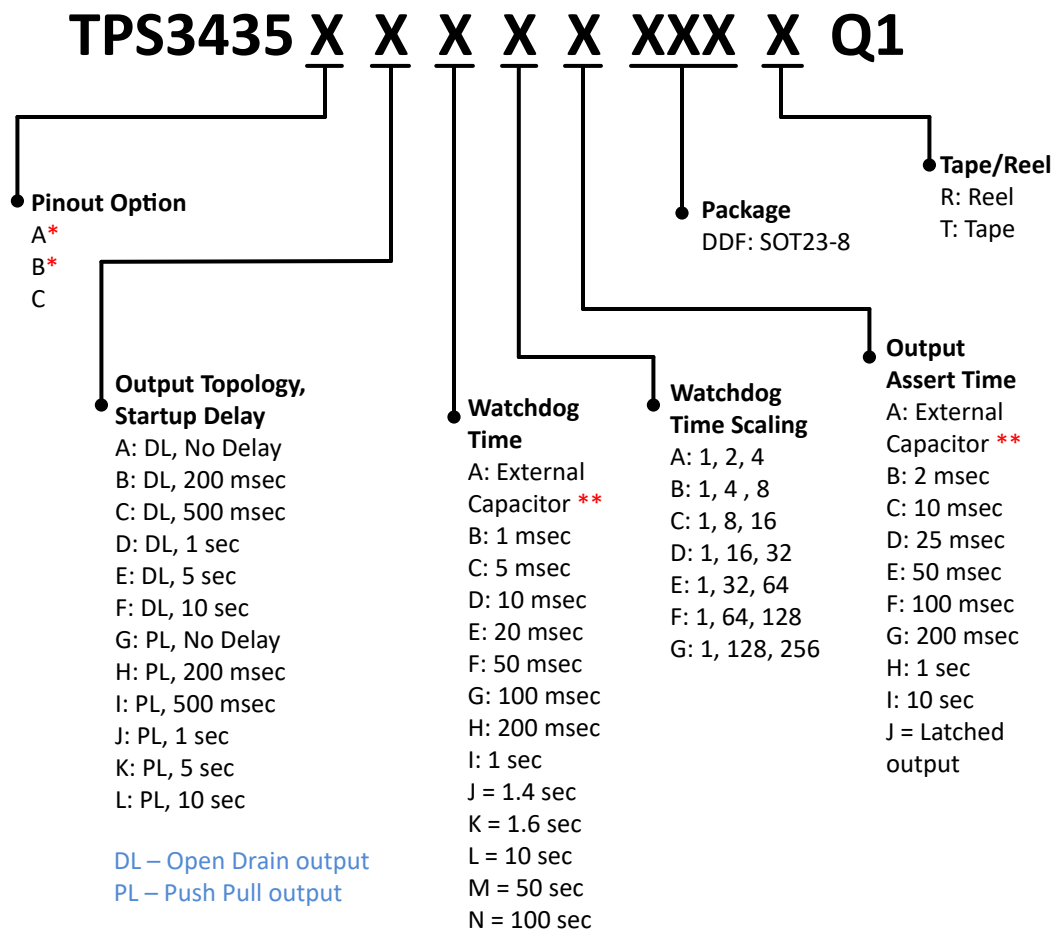 TPS3435 X X X X X XXX X Q1
Pinout Option
A*
B*
C
Output Topology,
Startup Delay
A: DL, No Delay
B: DL, 200 msec
C: DL, 500 msec
D: DL, 1 sec
E: DL, 5 sec
F: DL, 10 sec
G: PL, No Delay
H: PL, 200 msec
I: PL, 500 msec
J: PL, 1 sec
K: PL, 5 sec
L: PL, 10 sec
DL – Open Drain output
PL – Push Pull output
Watchdog
Time
A: External
Capacitor **
B: 1 msec
C: 5 msec
D: 10 msec
E: 20 msec
F: 50 msec
G: 100 msec
H: 200 msec
I: 1 sec
J = 1.4 sec
K = 1.6 sec
L = 10 sec
M = 50 sec
N = 100 sec
Watchdog
Time Scaling
A: 1, 2, 4
B: 1, 4 , 8
C: 1, 8, 16
D: 1, 16, 32
E: 1, 32, 64
F: 1, 64, 128
G: 1, 128, 256
Output
Assert Time
A: External
Capacitor **
B: 2 msec
C: 10 msec
D: 25 msec
E: 50 msec
F: 100 msec
G: 200 msec
H: 1 sec
I: 10 sec
J = Latched
output
Package
DDF: SOT23-8
Tape/Reel
R: Reel
T: Tape